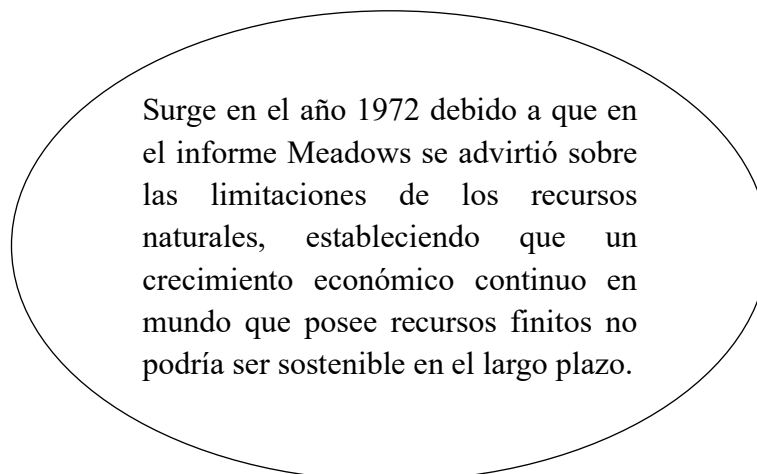 Surge en el año 1972 debido a que en
el informe Meadows se advirtió sobre
las limitaciones de los recursos
naturales, estableciendo que un
crecimiento económico continuo en
mundo que posee recursos finitos no
podría ser sostenible en el largo plazo.